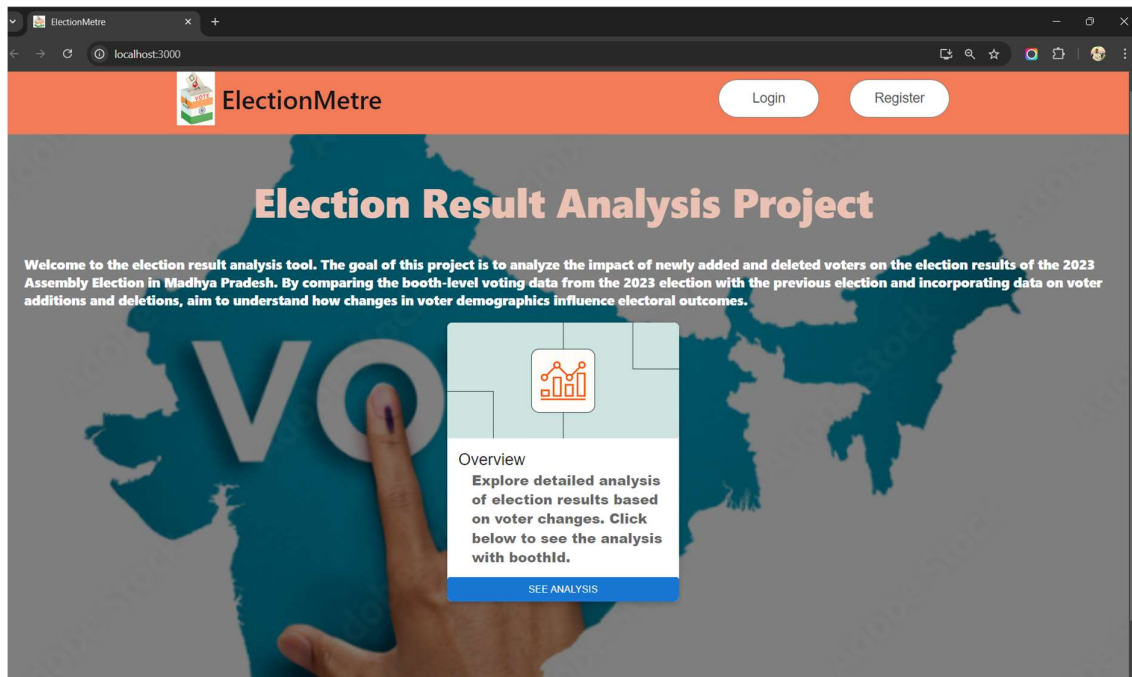 ElectionMetre
localhost:3000
VOTE
ElectionMetre
Login
Register
Election Result Analysis Project
Welcome to the election result analysis tool. The goal of this project is to analyze the impact of newly added and deleted voters on the election results of the 2023
Assembly Election in Madhya Pradesh. By comparing the booth-level voting data from the 2023 election with the previous election and incorporating data on voter
additions and deletions, aim to understand how changes in voter demographics influence electoral outcomes.
VO
Overview
Explore detailed analysis
of election results based
on voter changes. Click
below to see the analysis
with boothId.
SEE ANALYSIS